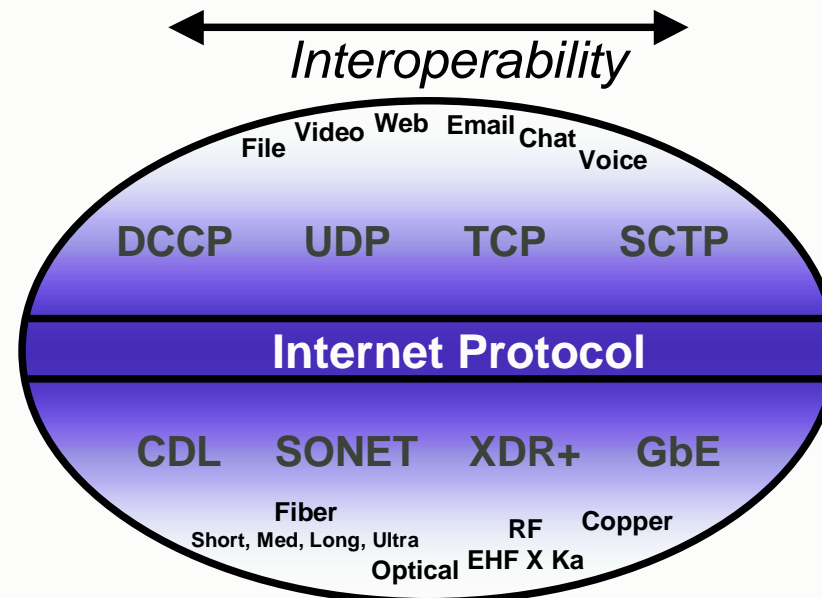 Interoperability
File Video Web Email Chat Voice
DCCP UDP TCP SCTP
Internet Protocol
CDL SONET XDR+ GbE
Fiber
Short, Med, Long, Ultra
Optical
RF
EHF X Ka
Copper